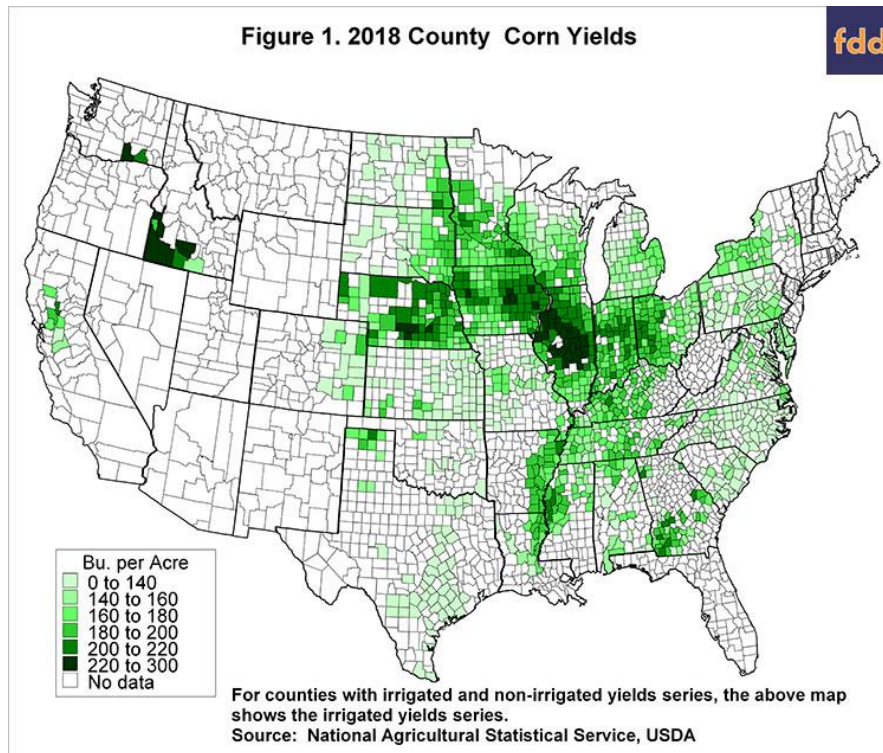 Figure 1. 2018 County Corn Yields
fdd
Bu. per Acre
0 to 140
140 to 160
160 to 180
180 to 200
200 to 220
220 to 300
No data
For counties with irrigated and non-irrigated yields series, the above map
shows the irrigated yields series.
Source: National Agricultural Statistical Service, USDA